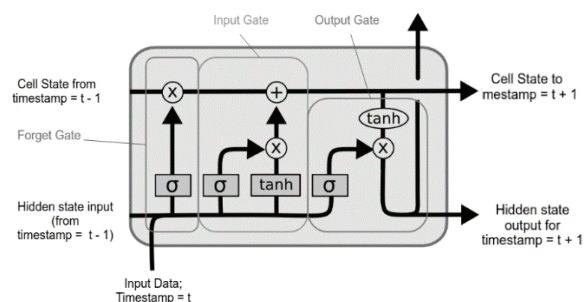 Input Gate
Output Gate
Cell State from
timestamp = t - 1
x
+
Cell State to
mestamp = t + 1
tanh
Forget Gate
x
x
σ
σ
tanh
σ
Hidden state input
(from
timestamp =  t - 1)
Hidden state
output for
timestamp = t + 1
Input Data;
Timestamp = t